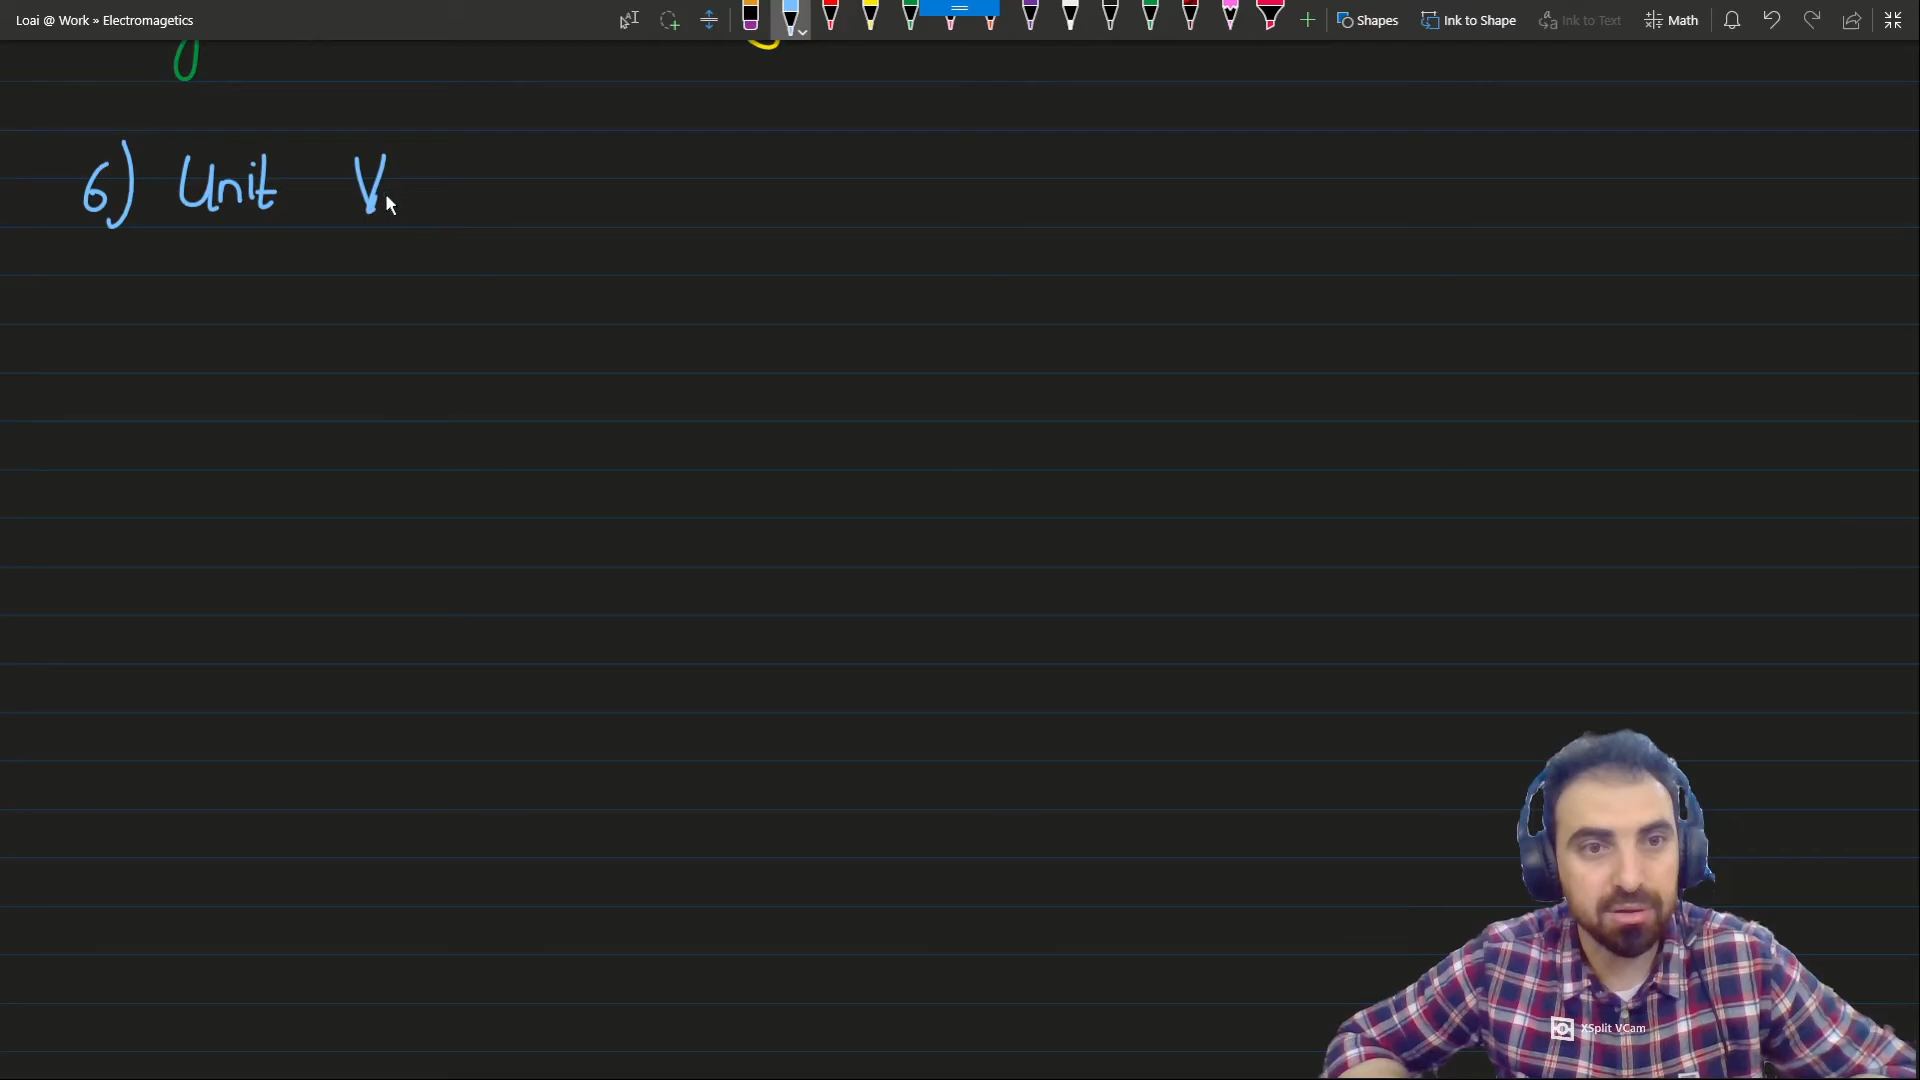 Loai @ Work » Electromagetics
Shapes
Ink to Shape
Ink to Text
Math
6) Unit V
XSplit VCam